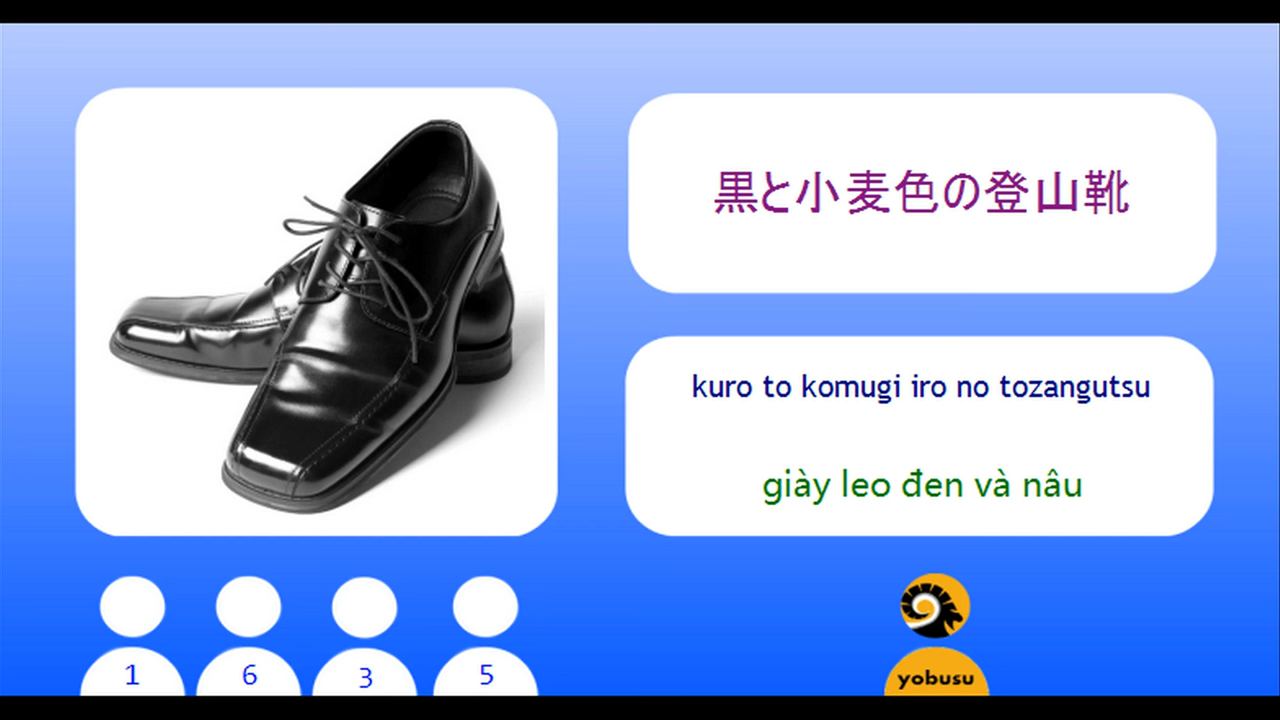 黒と小麦色の登山靴
kuro to komugi iro no tozangutsu
giày leo đen và nâu
1 6 3 5
yobusu